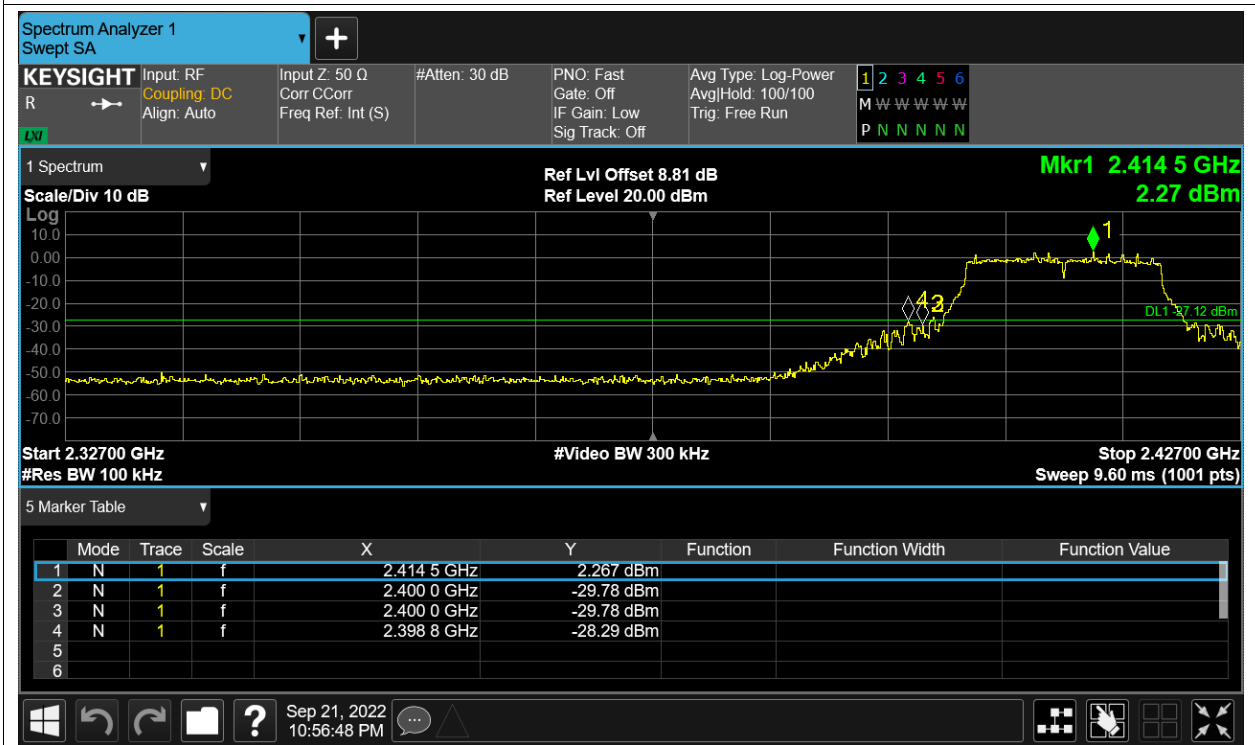 Spectrum Analyzer 1
Swept SA
+
KEYSIGHT
R
LXI
Input: RF
Coupling: DC
Align: Auto
Input Z: 50 Ω
Corr CCorr
Freq Ref: Int (S)
#Atten: 30 dB
PNO: Fast
Gate: Off
IF Gain: Low
Sig Track: Off
Avg Type: Log-Power
Avg|Hold: 100/100
Trig: Free Run
1 2 3 4 5 6
M W W W W W
P N N N N N
1 Spectrum
Scale/Div 10 dB
Ref Lvl Offset 8.81 dB
Ref Level 20.00 dBm
Mkr1 2.414 5 GHz
2.27 dBm
Log
10.0
0.00
-10.0
-20.0
-30.0
-40.0
-50.0
-60.0
-70.0
1
4
DL1 -27.12 dBm
Start 2.32700 GHz
#Res BW 100 kHz
#Video BW 300 kHz
Stop 2.42700 GHz
Sweep 9.60 ms (1001 pts)
5 Marker Table
Mode Trace Scale X Y Function Function Width Function Value
1 N 1 f 2.414 5 GHz 2.267 dBm
2 N 1 f 2.400 0 GHz -29.78 dBm
3 N 1 f 2.400 0 GHz -29.78 dBm
4 N 1 f 2.398 8 GHz -28.29 dBm
5
6
?
Sep 21, 2022
10:56:48 PM